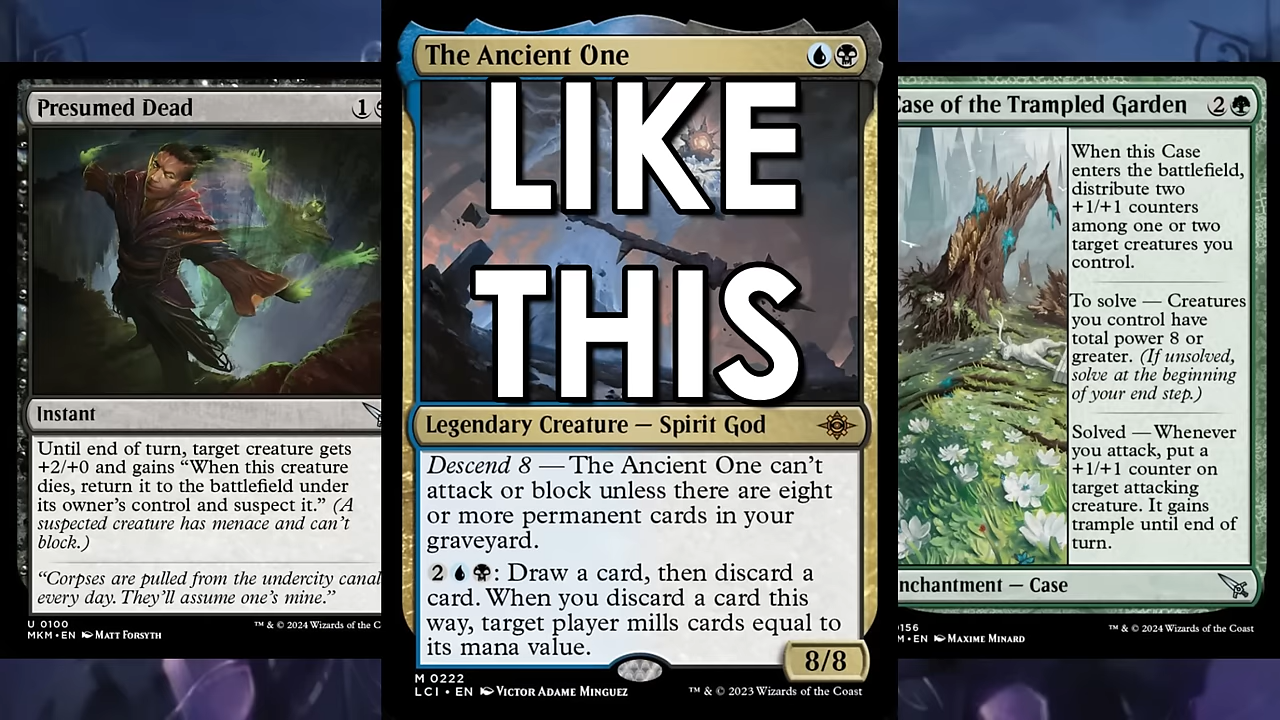 Presumed Dead 1
Instant
Until end of turn, target creature gets
+2/+0 and gains “When this creature
dies, return it to the battlefield under
its owner’s control and suspect it.” (A
suspected creature has menace and can’t
block.)
“Corpses are pulled from the undercity canal
every day. They’ll assume one’s mine.”
U 0100
MKM • EN Matt Forsyth
™ & © 2024 Wizards of the C
The Ancient One
LIKE
THIS
Legendary Creature — Spirit God
Descend 8 — The Ancient One can’t
attack or block unless there are eight
or more permanent cards in your
graveyard.
2 : Draw a card, then discard a
card. When you discard a card this
way, target player mills cards equal to
its mana value.
8/8
M 0222
LCI • EN Victor Adame Minguez
™ & © 2023 Wizards of the Coast
Case of the Trampled Garden 2
When this Case
enters the battlefield,
distribute two
+1/+1 counters
among one or two
target creatures you
control.
To solve — Creatures
you control have
total power 8 or
greater. (If unsolved,
solve at the beginning
of your end step.)
Solved — Whenever
you attack, put a
+1/+1 counter on
target attacking
creature. It gains
trample until end of
turn.
nchantment — Case
156
M • EN Maxime Minard
™ & © 2024 Wizards of the Coast